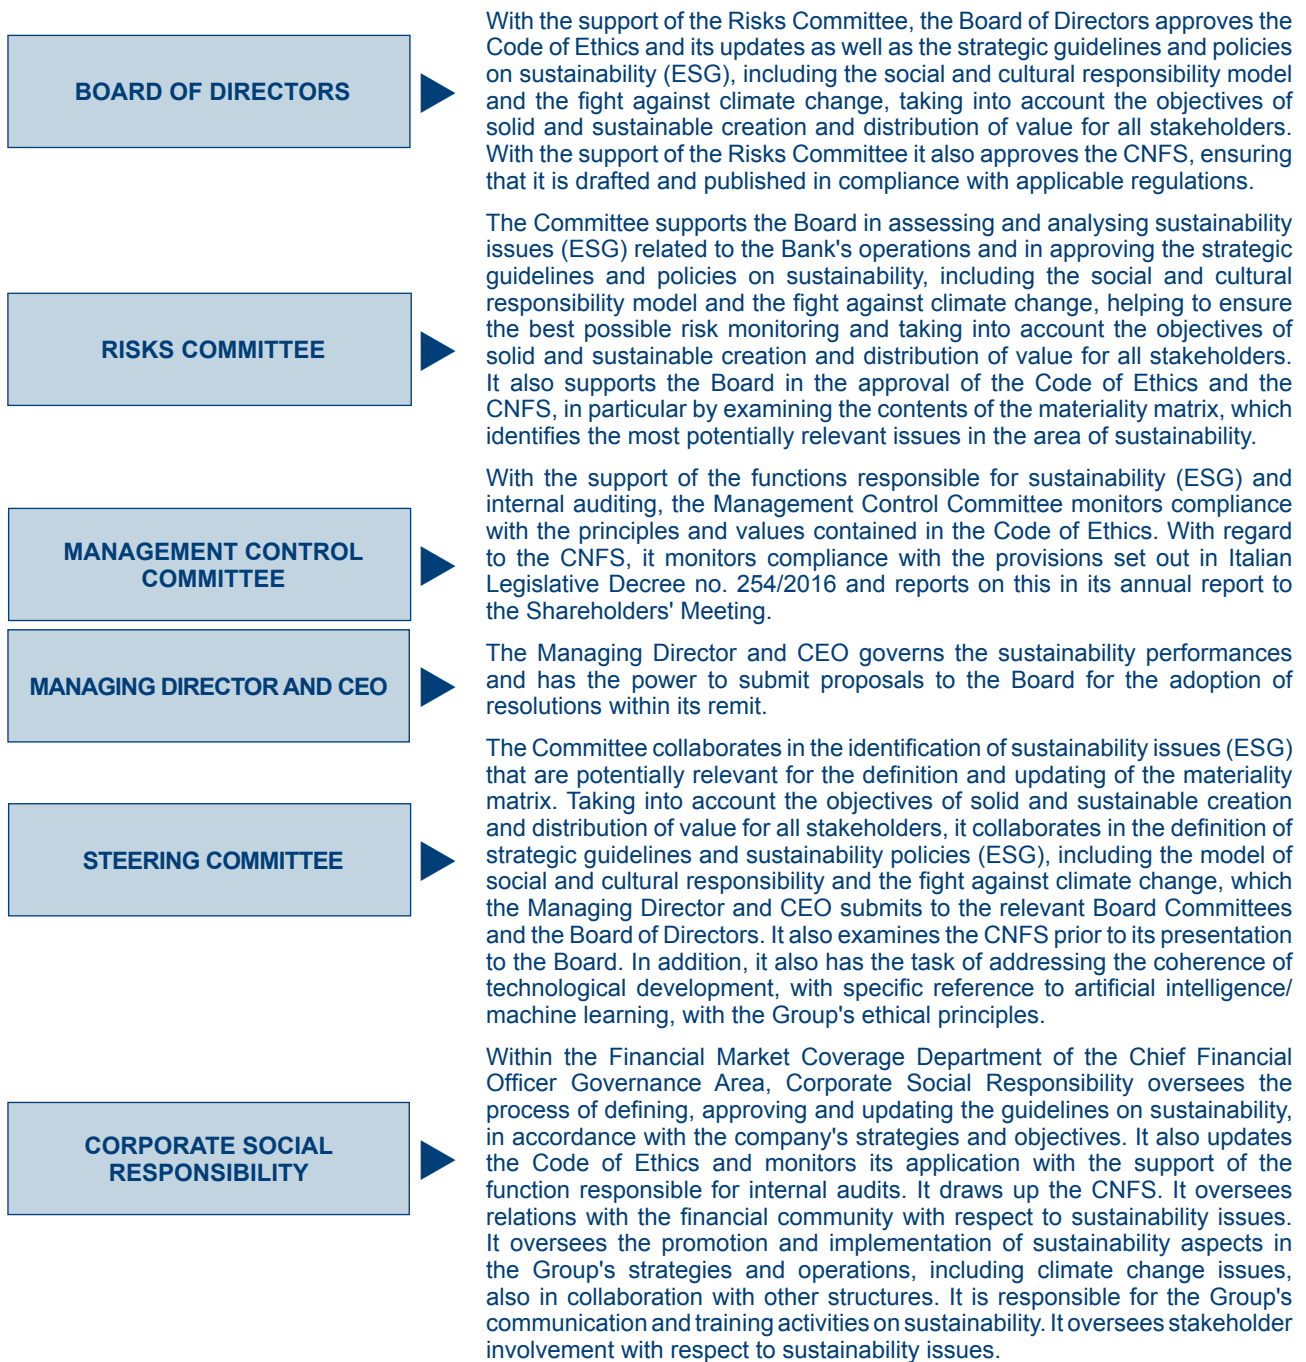 BOARD OF DIRECTORS
With the support of the Risks Committee, the Board of Directors approves the
Code of Ethics and its updates as well as the strategic guidelines and policies
on sustainability (ESG), including the social and cultural responsibility model
and the fight against climate change, taking into account the objectives of
solid and sustainable creation and distribution of value for all stakeholders.
With the support of the Risks Committee it also approves the CNFS, ensuring
that it is drafted and published in compliance with applicable regulations.
RISKS COMMITTEE
The Committee supports the Board in assessing and analysing sustainability
issues (ESG) related to the Bank's operations and in approving the strategic
guidelines and policies on sustainability, including the social and cultural
responsibility model and the fight against climate change, helping to ensure
the best possible risk monitoring and taking into account the objectives of
solid and sustainable creation and distribution of value for all stakeholders.
It also supports the Board in the approval of the Code of Ethics and the
CNFS, in particular by examining the contents of the materiality matrix, which
identifies the most potentially relevant issues in the area of sustainability.
MANAGEMENT CONTROL
COMMITTEE
With the support of the functions responsible for sustainability (ESG) and
internal auditing, the Management Control Committee monitors compliance
with the principles and values contained in the Code of Ethics. With regard
to the CNFS, it monitors compliance with the provisions set out in Italian
Legislative Decree no. 254/2016 and reports on this in its annual report to
the Shareholders' Meeting.
MANAGING DIRECTOR AND CEO
The Managing Director and CEO governs the sustainability performances
and has the power to submit proposals to the Board for the adoption of
resolutions within its remit.
STEERING COMMITTEE
The Committee collaborates in the identification of sustainability issues (ESG)
that are potentially relevant for the definition and updating of the materiality
matrix. Taking into account the objectives of solid and sustainable creation
and distribution of value for all stakeholders, it collaborates in the definition of
strategic guidelines and sustainability policies (ESG), including the model of
social and cultural responsibility and the fight against climate change, which
the Managing Director and CEO submits to the relevant Board Committees
and the Board of Directors. It also examines the CNFS prior to its presentation
to the Board. In addition, it also has the task of addressing the coherence of
technological development, with specific reference to artificial intelligence/
machine learning, with the Group's ethical principles.
CORPORATE SOCIAL
RESPONSIBILITY
Within the Financial Market Coverage Department of the Chief Financial
Officer Governance Area, Corporate Social Responsibility oversees the
process of defining, approving and updating the guidelines on sustainability,
in accordance with the company's strategies and objectives. It also updates
the Code of Ethics and monitors its application with the support of the
function responsible for internal audits. It draws up the CNFS. It oversees
relations with the financial community with respect to sustainability issues.
It oversees the promotion and implementation of sustainability aspects in
the Group's strategies and operations, including climate change issues,
also in collaboration with other structures. It is responsible for the Group's
communication and training activities on sustainability. It oversees stakeholder
involvement with respect to sustainability issues.